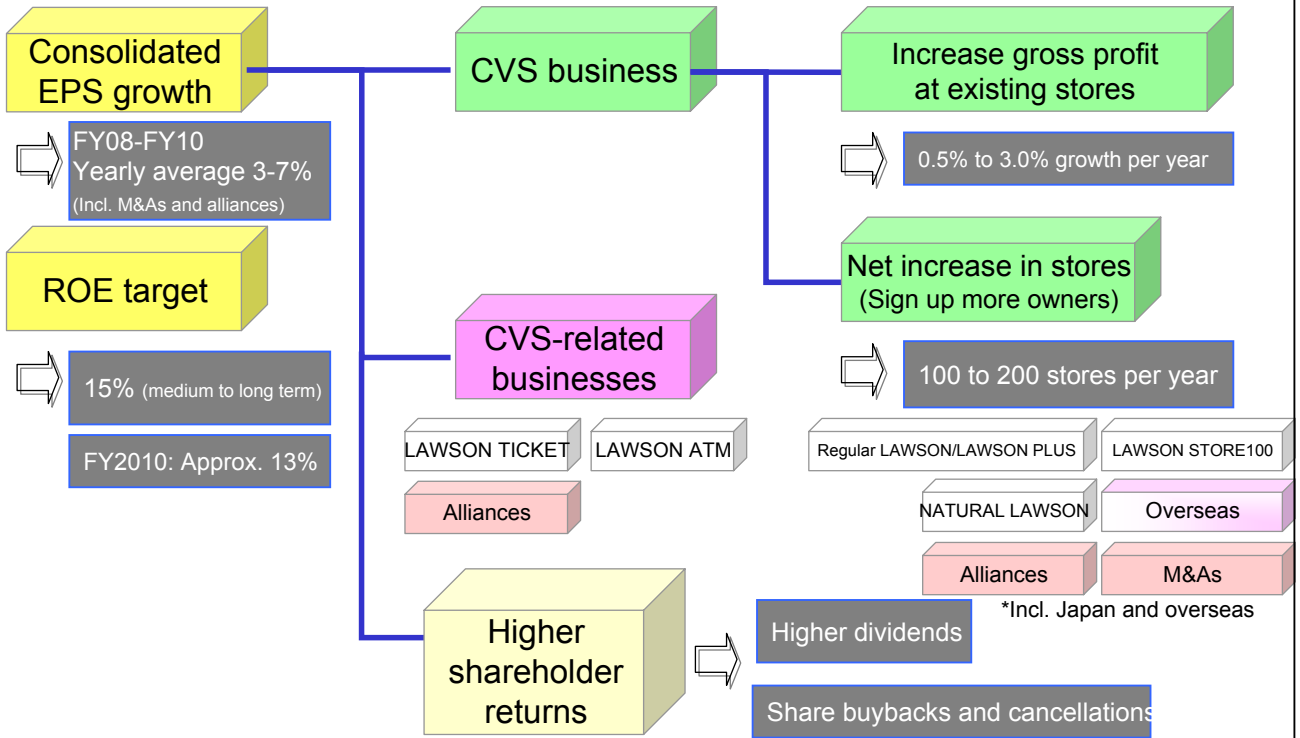 Consolidated
EPS growth
FY08-FY10
Yearly average 3-7%
(Incl. M&As and alliances)
ROE target
15% (medium to long term)
FY2010: Approx. 13%
CVS business
CVS-related
businesses
LAWSON TICKET
LAWSON ATM
Alliances
Higher
shareholder
returns
Higher dividends
Share buybacks and cancellations
Increase gross profit
at existing stores
0.5% to 3.0% growth per year
Net increase in stores
(Sign up more owners)
100 to 200 stores per year
Regular LAWSON/LAWSON PLUS
LAWSON STORE100
NATURAL LAWSON
Overseas
Alliances
M&As
*Incl. Japan and overseas